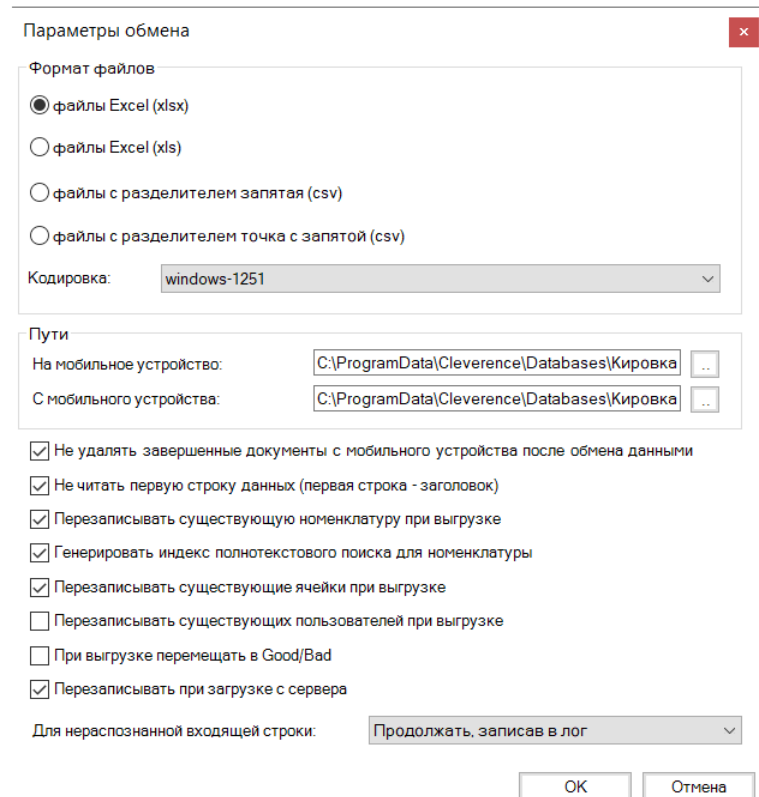 Параметры обмена
Формат файлов
файлы Excel (xlsx)
файлы Excel (xls)
файлы с разделителем запятая (csv)
файлы с разделителем точка с запятой (csv)
Кодировка: windows-1251
Пути
На мобильное устройство: C:\ProgramData\Cleverence\Databases\Кировка ..
С мобильного устройства: C:\ProgramData\Cleverence\Databases\Кировка ..
Не удалять завершенные документы с мобильного устройства после обмена данными
Не читать первую строку данных (первая строка - заголовок)
Перезаписывать существующую номенклатуру при выгрузке
Генерировать индекс полнотекстового поиска для номенклатуры
Перезаписывать существующие ячейки при выгрузке
Перезаписывать существующих пользователей при выгрузке
При выгрузке перемещать в Good/Bad
Перезаписывать при загрузке с сервера
Для нераспознанной входящей строки: Продолжать, записав в лог
OK Отмена